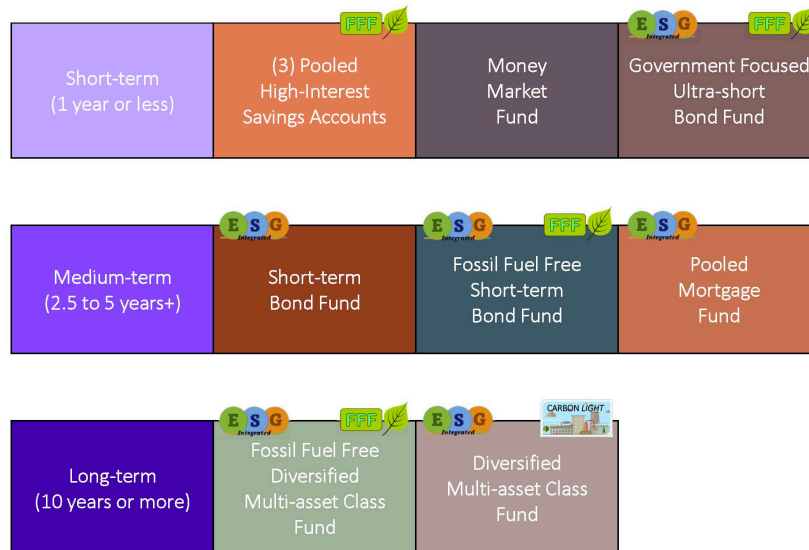 FFF
E S G
Integrated
FFF
Short-term
(1 year or less)
(3) Pooled
High-Interest
Savings Accounts
Money
Market
Fund
Government Focused
Ultra-short
Bond Fund
E S G
Integrated
E S G
Integrated
FFF
E S G
Integrated
Medium-term
(2.5 to 5 years+)
Short-term
Bond Fund
Fossil Fuel Free
Short-term
Bond Fund
Pooled
Mortgage
Fund
E S G
Integrated
FFF
E S G
Integrated
CARBON LIGHT
Long-term
(10 years or more)
Fossil Fuel Free
Diversified
Multi-asset Class
Fund
Diversified
Multi-asset Class
Fund